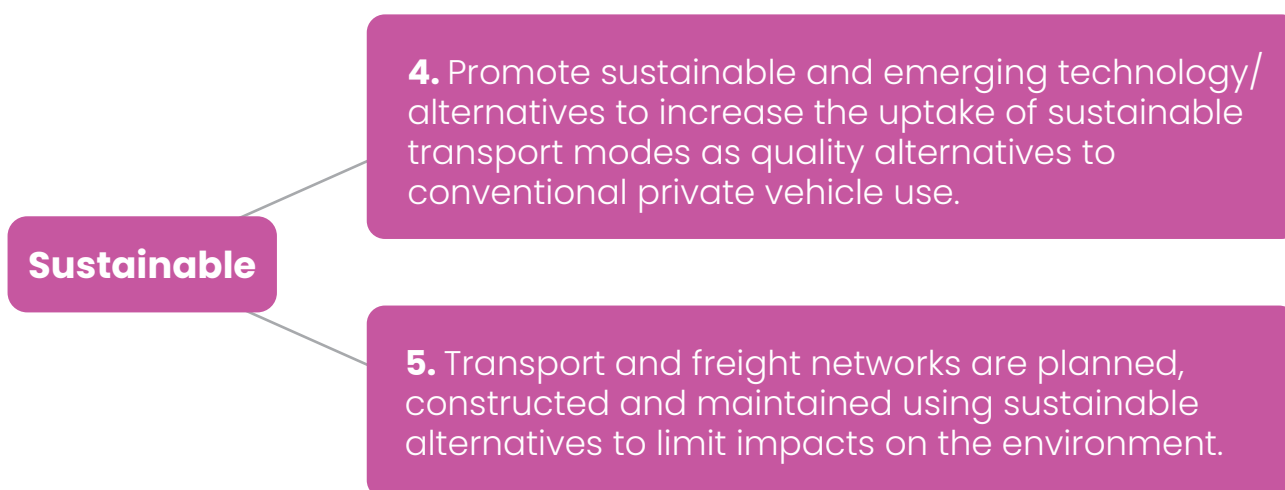 Sustainable
4. Promote sustainable and emerging technology/
alternatives to increase the uptake of sustainable
transport modes as quality alternatives to
conventional private vehicle use.
5. Transport and freight networks are planned,
constructed and maintained using sustainable
alternatives to limit impacts on the environment.